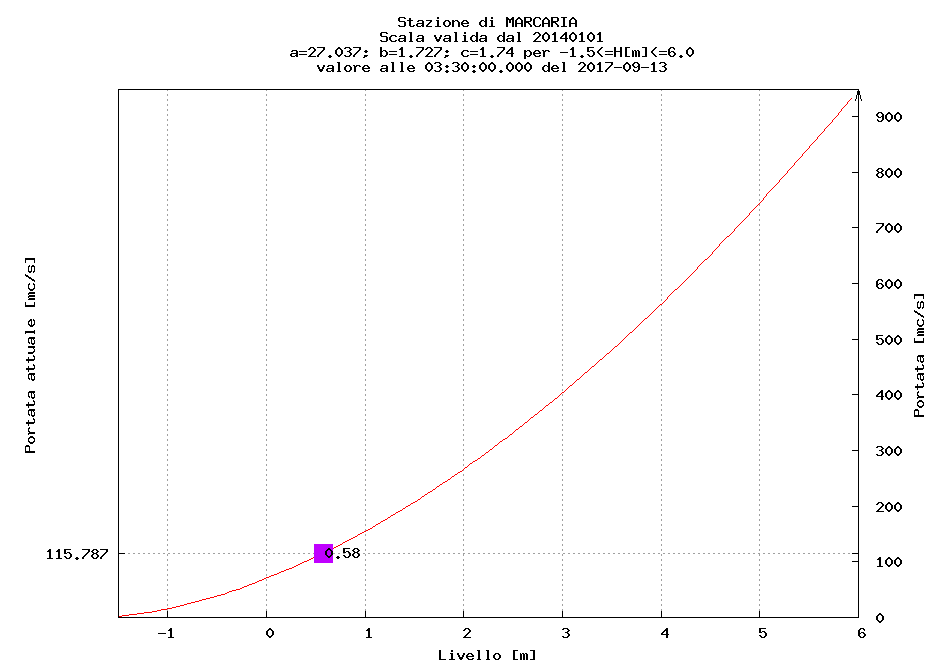 Stazione di MARCARIA
Scala valida dal 20140101
a=27.037; b=1.727; c=1.74 per -1.5<=H[m]<=6.0
valore alle 03:30:00.000 del 2017-09-13
Portata attuale [mc/s]
115.787
0.58
900
800
700
600
500
400
300
200
100
0
Portata [mc/s]
-1 0 1 2 3 4 5 6
Livello [m]